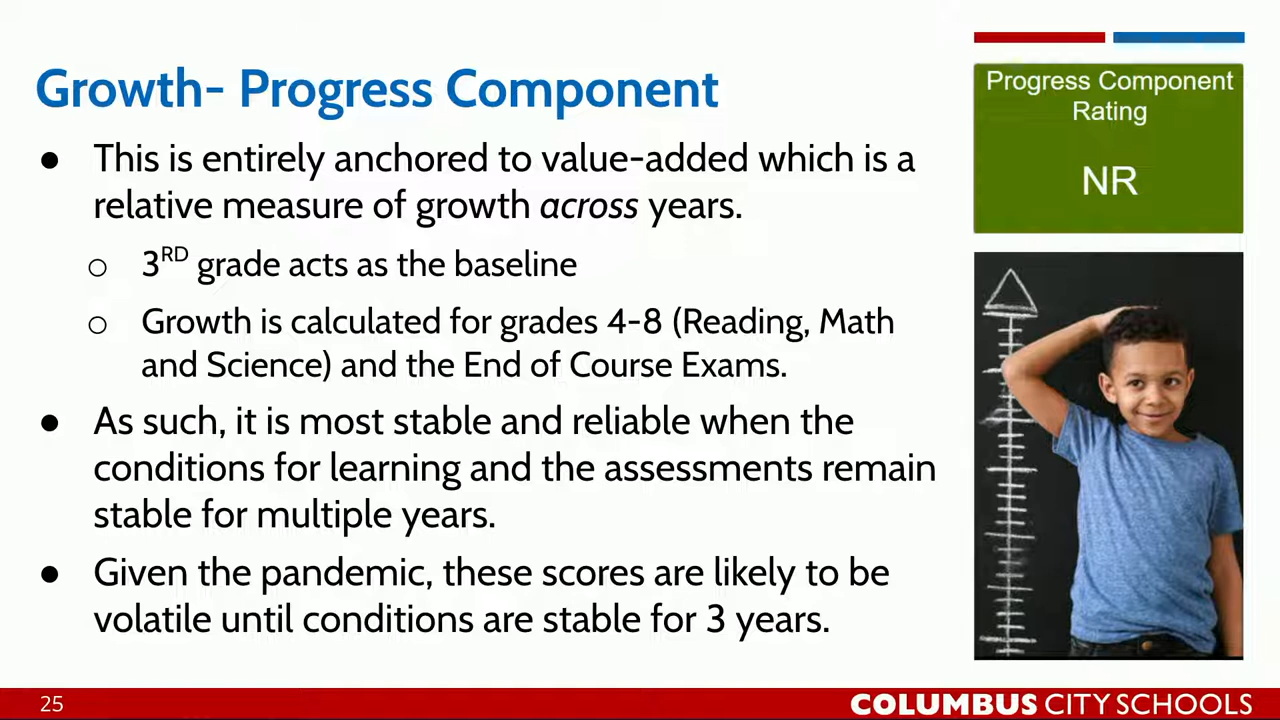 Growth- Progress Component
● This is entirely anchored to value-added which is a
relative measure of growth across years.
○ 3RD grade acts as the baseline
○ Growth is calculated for grades 4-8 (Reading, Math
and Science) and the End of Course Exams.
● As such, it is most stable and reliable when the
conditions for learning and the assessments remain
stable for multiple years.
● Given the pandemic, these scores are likely to be
volatile until conditions are stable for 3 years.
Progress Component
Rating
NR
25
COLUMBUS CITY SCHOOLS